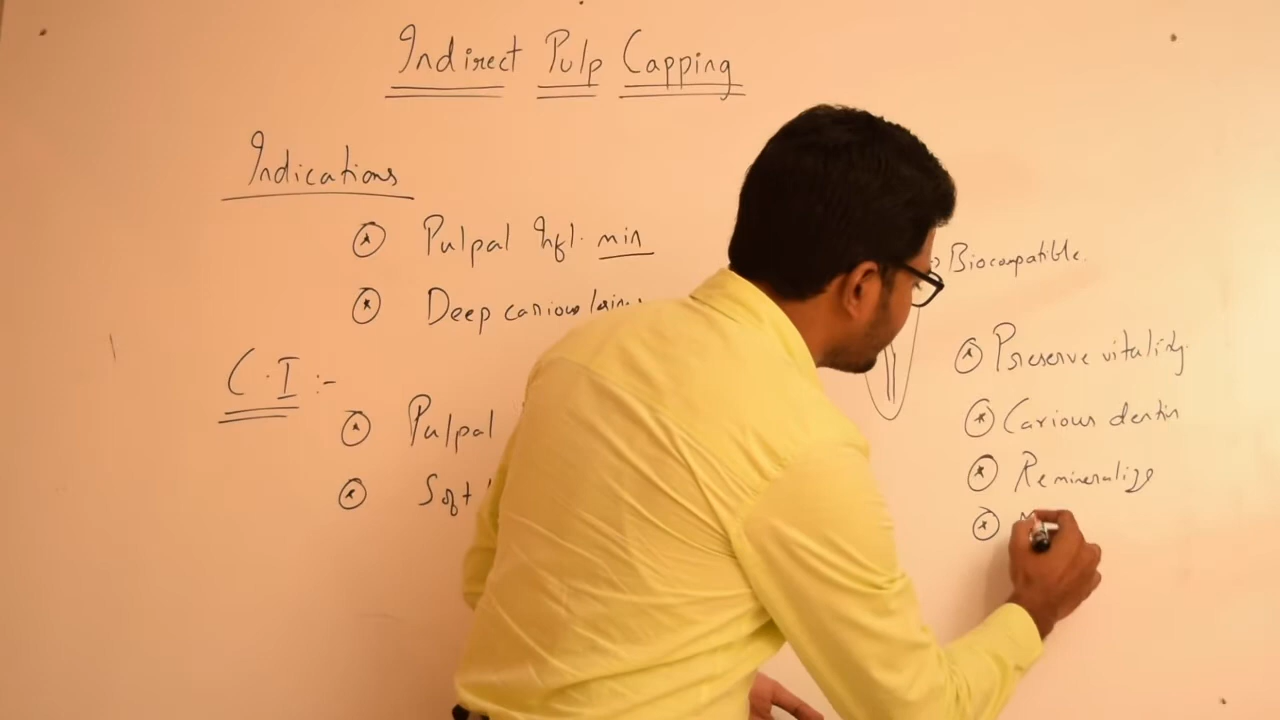 Indirect Pulp Capping
Indications
Pulpal Infl. min
Deep carious
C.I :-
Pulpal
Soft
Biocompatible.
Preserve vitality.
Carious dentin
Remineralize